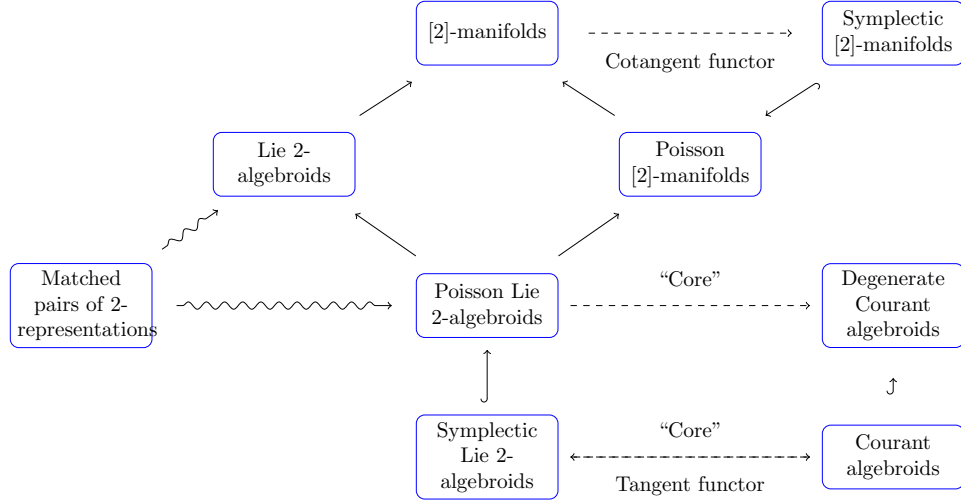 [2]-manifolds
Symplectic
[2]-manifolds
Cotangent functor
Lie 2-
algebroids
Poisson
[2]-manifolds
Matched
pairs of 2-
representations
Poisson Lie
2-algebroids
“Core”
Degenerate
Courant
algebroids
Symplectic
Lie 2-
algebroids
“Core”
Tangent functor
Courant
algebroids